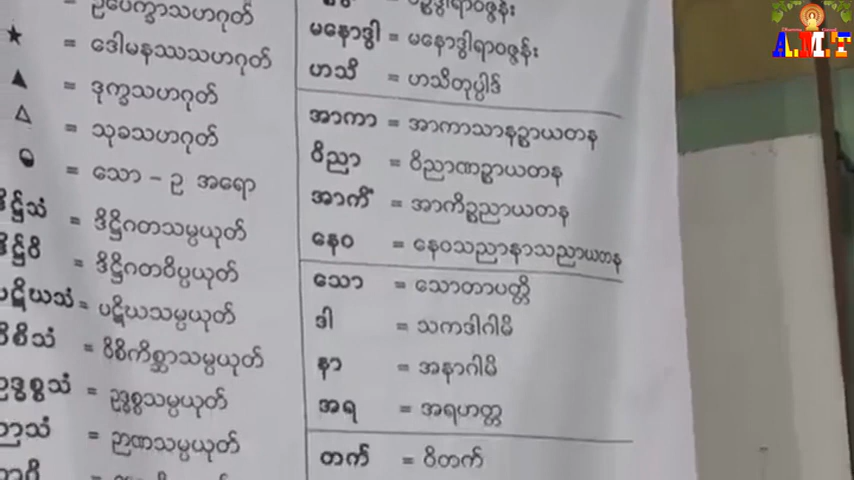 = ဥပေက္ခာသဟဂုတ်
★ = ဒေါမနဿသဟဂုတ်
▲ = ဒုက္ခသဟဂုတ်
△ = သုခသဟဂုတ်
= သော – ဥ အရော
ဒိဋ္ဌိသံ = ဒိဋ္ဌိဂတသမ္ပယုတ်
ဒိဋ္ဌိဝိ = ဒိဋ္ဌိဂတဝိပ္ပယုတ်
ပဋိဃသံ = ပဋိဃသမ္ပယုတ်
ဝိစိသံ = ဝိစိကိစ္ဆာသမ္ပယုတ်
ဥဒ္ဓစ္စသံ = ဥဒ္ဓစ္စသမ္ပယုတ်
ဉာသံ = ဉာဏသမ္ပယုတ်
မနောဒွါ = မနောဒွါရာဝဇ္ဇန်း
ဟသိ = ဟသိတုပ္ပါဒ်
အာကာ = အာကာသာနဉ္စာယတန
ဝိညာ = ဝိညာဏဉ္စာယတန
အာကိံ = အာကိဉ္စညာယတန
နေဝ = နေဝသညာနာသညာယတန
သော = သောတာပတ္တိ
ဒါ = သကဒါဂါမိ
နာ = အနာဂါမိ
အရ = အရဟတ္တ
တက် = ဝိတက်
A.M.T